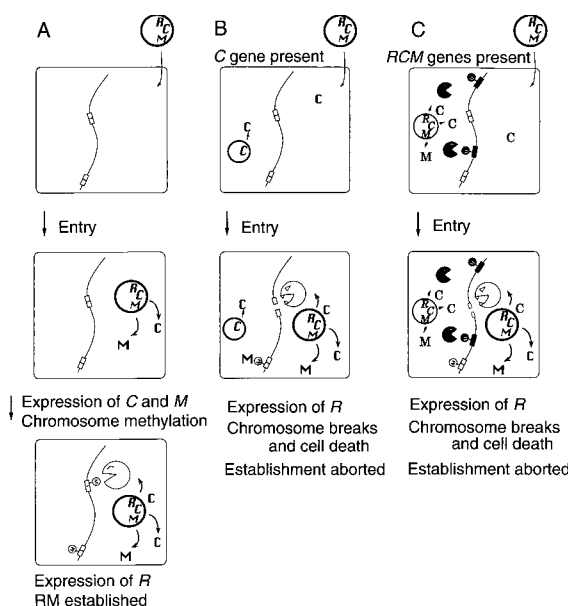 A
R
C
M
Entry
R
C
M
C
M
Expression of C and M
Chromosome methylation
R
C
M
C
C
M
Expression of R
RM established
B
R
C
M
C gene present
C
C
C
Entry
C
C
R
C
M
C
C
M
M
Expression of R
Chromosome breaks
and cell death
Establishment aborted
C
R
C
M
RCM genes present
R
C
M
C
C
M
C
Entry
R
C
M
C
M
R
C
M
C
C
M
Expression of R
Chromosome breaks
and cell death
Establishment aborted